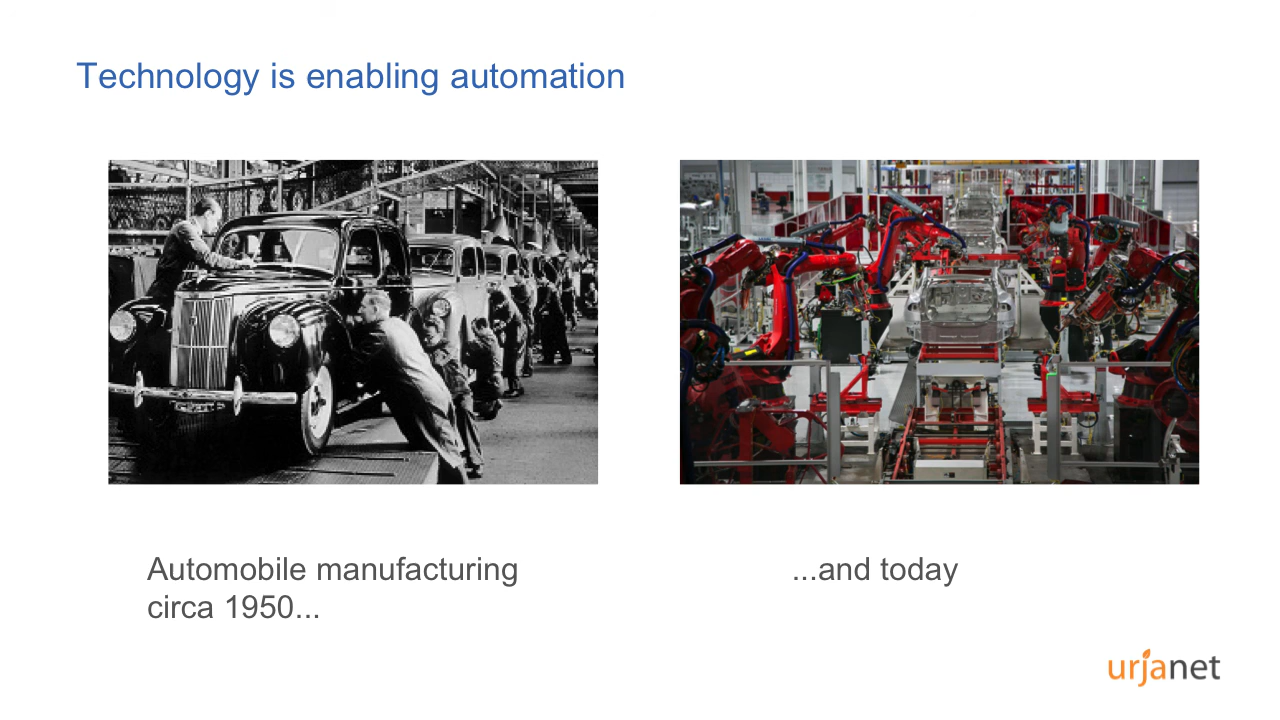 Technology is enabling automation
Automobile manufacturing
circa 1950...
...and today
urjanet